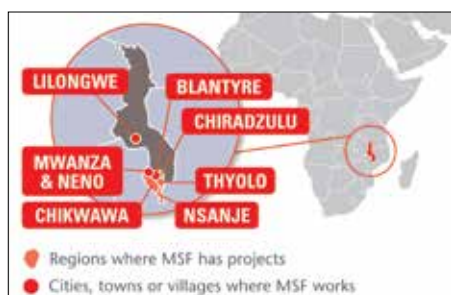 LILONGWE
BLANTYRE
CHIRADZULU
MWANZA
& NENO
THYOLO
CHIKWAWA
NSANJE
Regions where MSF has projects
Cities, towns or villages where MSF works